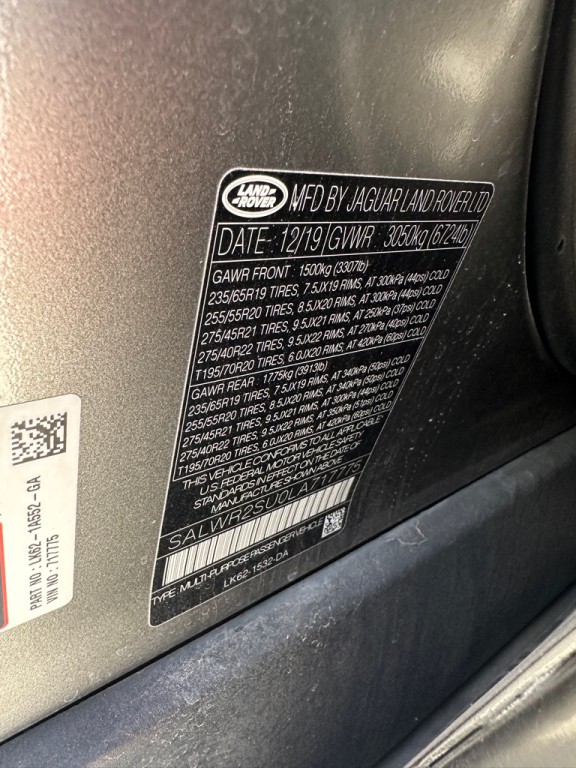 LAND ROVER MFD BY JAGUAR LAND ROVER LTD
DATE: 12/19 GVWR: 3050kg (6724lb)
GAWR FRONT : 1500kg (3307lb)
235/65R19 TIRES, 7.5JX19 RIMS, AT 300kPa (44psi) COLD
255/55R20 TIRES, 8.5JX20 RIMS, AT 300kPa (44psi) COLD
275/45R21 TIRES, 9.5JX21 RIMS, AT 250kPa (37psi) COLD
275/40R22 TIRES, 9.5JX22 RIMS, AT 270kPa (40psi) COLD
T195/70R20 TIRES, 6.0JX20 RIMS, AT 420kPa (60psi) COLD
GAWR REAR : 1775kg (3913lb)
235/65R19 TIRES, 7.5JX19 RIMS, AT 340kPa (50psi) COLD
255/55R20 TIRES, 8.5JX20 RIMS, AT 340kPa (50psi) COLD
275/45R21 TIRES, 9.5JX21 RIMS, AT 300kPa (44psi) COLD
275/40R22 TIRES, 9.5JX22 RIMS, AT 350kPa (51psi) COLD
T195/70R20 TIRES, 6.0JX20 RIMS, AT 420kPa (60psi) COLD
THIS VEHICLE CONFORMS TO ALL APPLICABLE
U.S. FEDERAL MOTOR VEHICLE SAFETY
STANDARDS IN EFFECT ON THE DATE OF
MANUFACTURE SHOWN ABOVE.
SALWR2SU0LA717775
TYPE: MULTI-PURPOSE PASSENGER VEHICLE
LK62-1532-DA
PART NO : LK62-1A552-GA
VIN NO : 717775